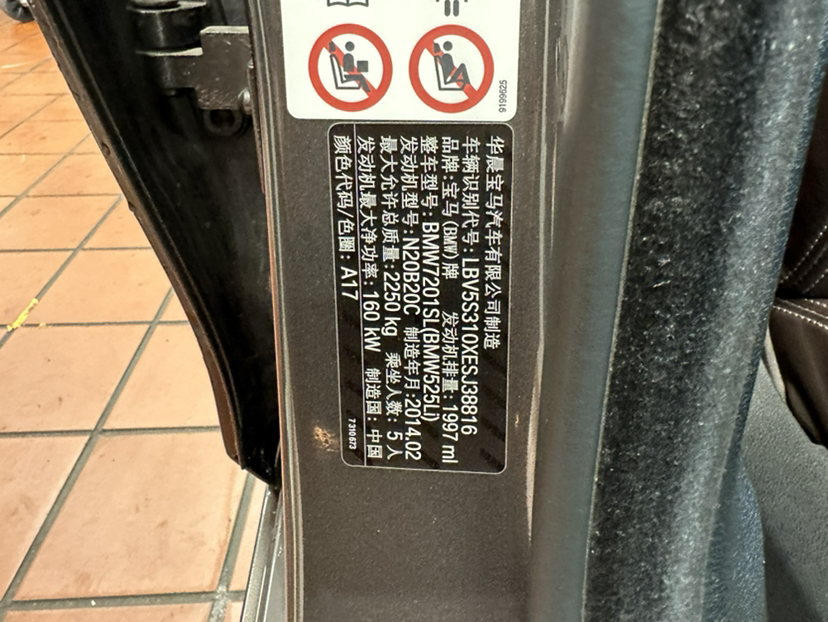 9199625
华晨宝马汽车有限公司制造
车辆识别代号:LBV5S310XESJ38816
品牌:宝马(BMW)牌 发动机排量:1997 ml
整车型号:BMW7201SL(BMW525Li)
发动机型号:N20B20C 制造年月:2014.02
最大允许总质量:2250 kg 乘坐人数:5人
发动机最大净功率:160 kW 制造国:中国
颜色代码/色圈:A17
7 310 673